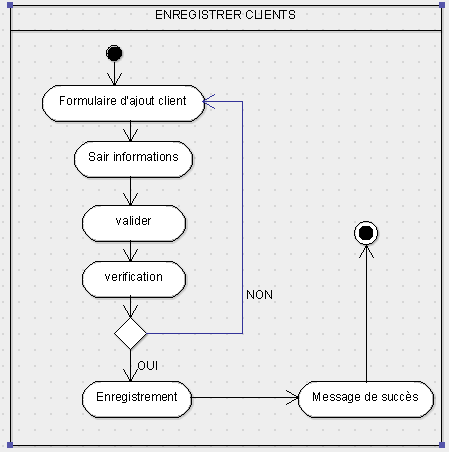 ENREGISTRER CLIENTS
Formulaire d'ajout client
Sair informations
valider
verification
NON
OUI
Enregistrement
Message de succès